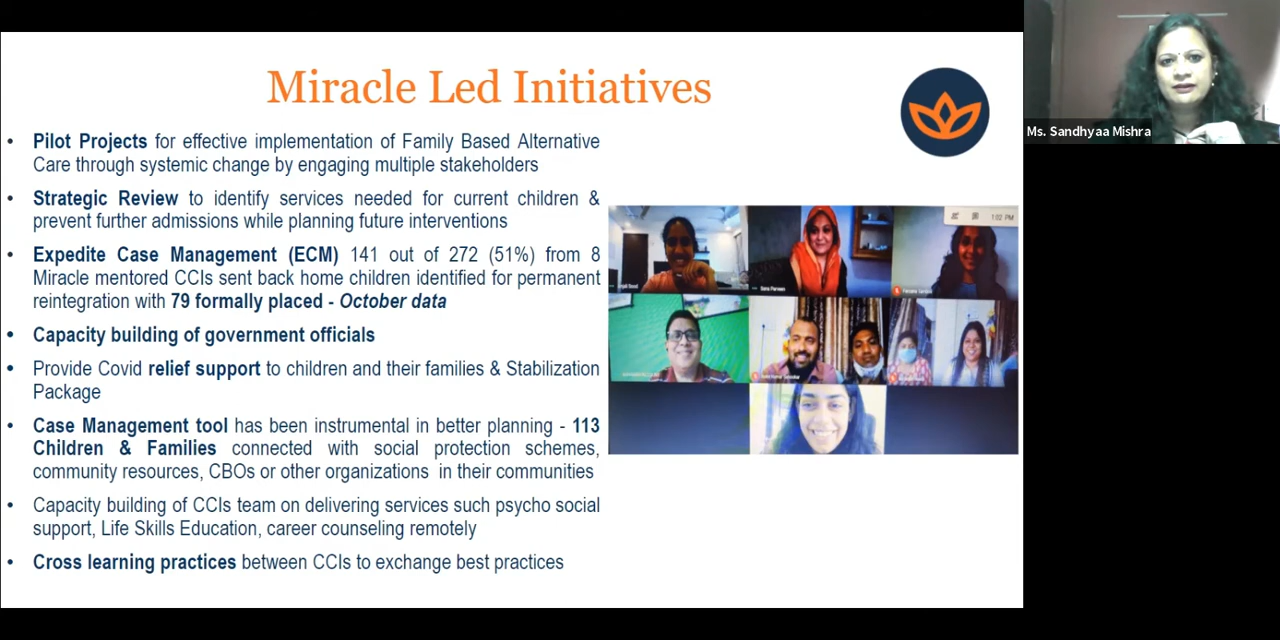 Miracle Led Initiatives
• Pilot Projects for effective implementation of Family Based Alternative
Care through systemic change by engaging multiple stakeholders
• Strategic Review to identify services needed for current children &
prevent further admissions while planning future interventions
• Expedite Case Management (ECM) 141 out of 272 (51%) from 8
Miracle mentored CCIs sent back home children identified for permanent
reintegration with 79 formally placed - October data
• Capacity building of government officials
• Provide Covid relief support to children and their families & Stabilization
Package
• Case Management tool has been instrumental in better planning - 113
Children & Families connected with social protection schemes,
community resources, CBOs or other organizations in their communities
• Capacity building of CCIs team on delivering services such psycho social
support, Life Skills Education, career counseling remotely
• Cross learning practices between CCIs to exchange best practices
1:02 PM
Ms. Sandhyaa Mishra